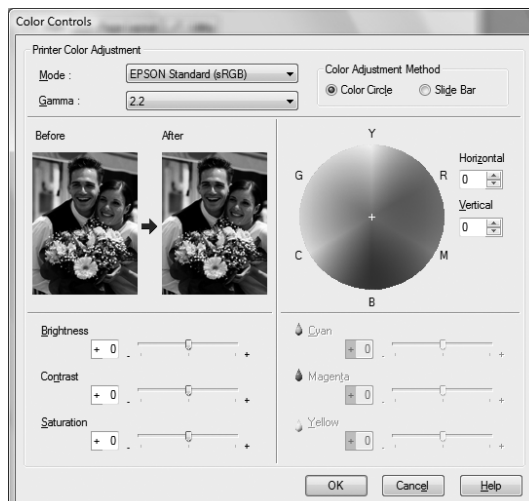 Color Controls
Printer Color Adjustment
Mode : EPSON Standard (sRGB)
Gamma : 2.2
Color Adjustment Method
Color Circle Slide Bar
Before After
Y
G R
C M
B
Horizontal
0
Vertical
0
Brightness
+ 0 - +
Contrast
+ 0 - +
Saturation
+ 0 - +
Cyan
+ 0 - +
Magenta
+ 0 - +
Yellow
+ 0 - +
OK Cancel Help